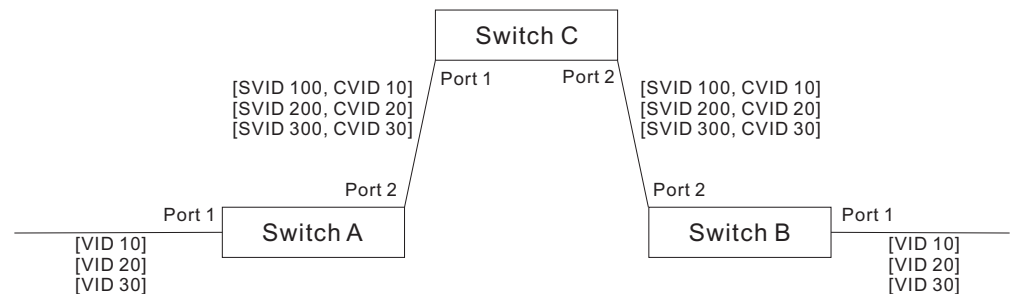 Switch C
Port 1
Port 2
[SVID 100, CVID 10]
[SVID 200, CVID 20]
[SVID 300, CVID 30]
[SVID 100, CVID 10]
[SVID 200, CVID 20]
[SVID 300, CVID 30]
Port 2
Port 2
Port 1
Switch A
Switch B
Port 1
[VID 10]
[VID 20]
[VID 30]
[VID 10]
[VID 20]
[VID 30]